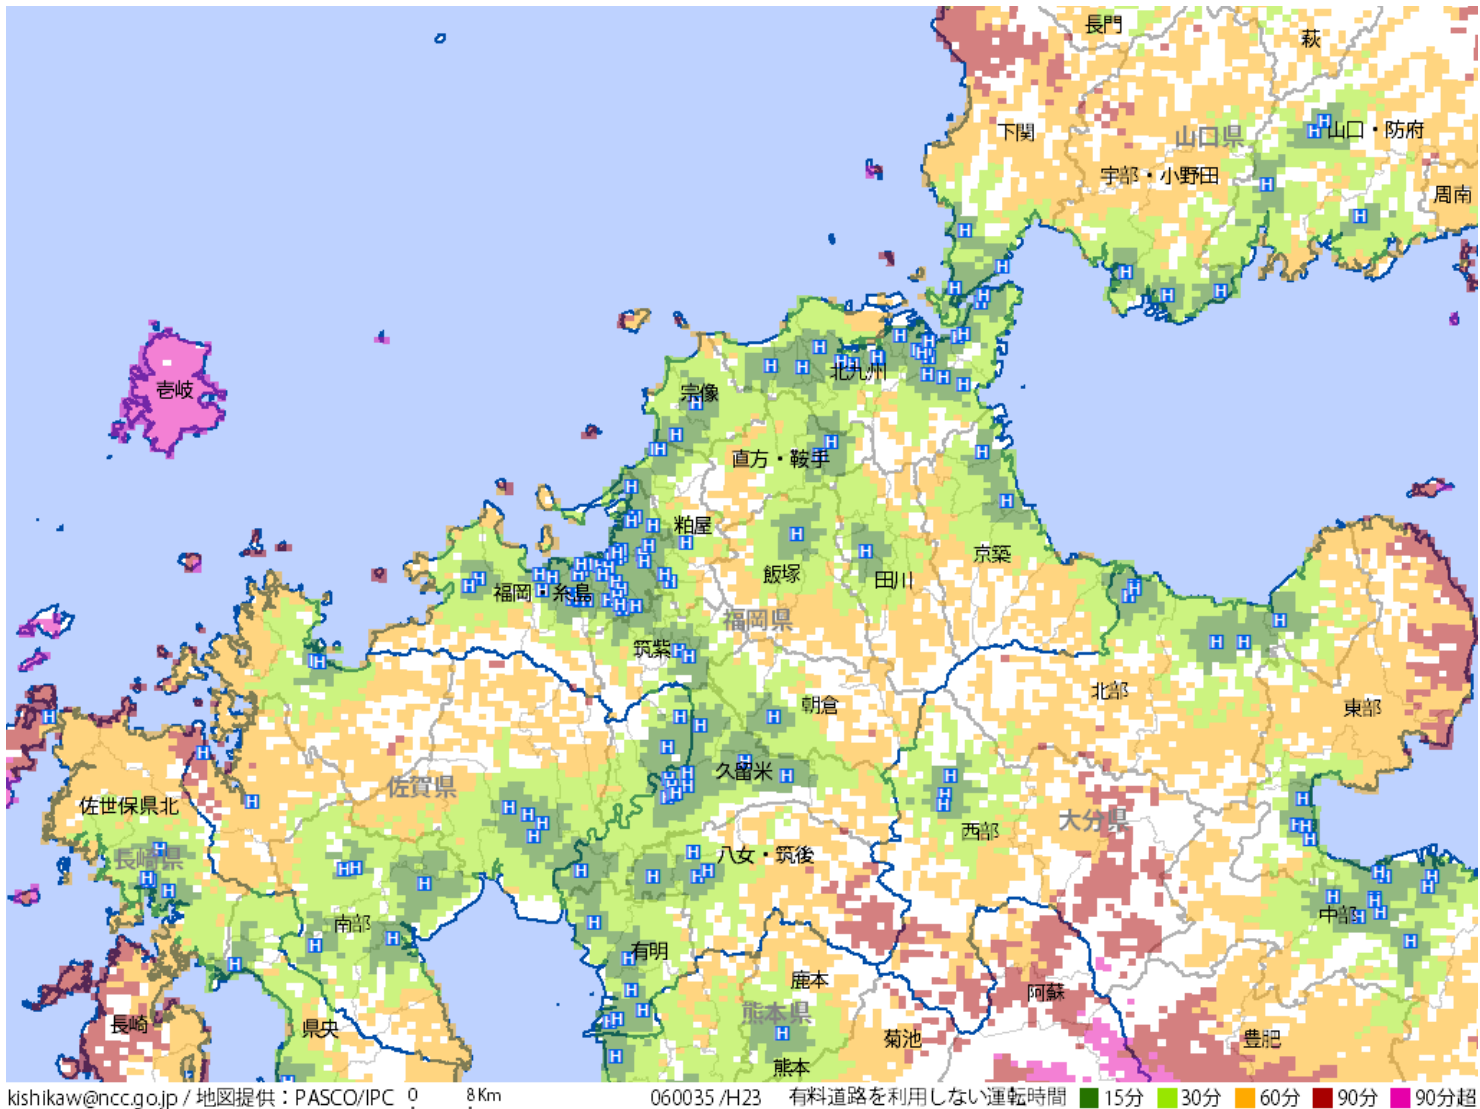 長門
萩
下関
山口県
山口・防府
宇部・小野田
周南
壱岐
北九州
宗像
直方・鞍手
粕屋
京築
飯塚
田川
福岡・糸島
福岡県
筑紫
北部
朝倉
東部
久留米
佐賀県
佐世保県北
大分県
西部
長崎県
八女・筑後
中部
南部
有明
鹿本
阿蘇
熊本県
長崎
県央
菊池
豊肥
熊本
kishikaw@ncc.go.jp / 地図提供：PASCO/IPC 0 8Km 060035 /H23 有料道路を利用しない運転時間 15分 30分 60分 90分 90分超